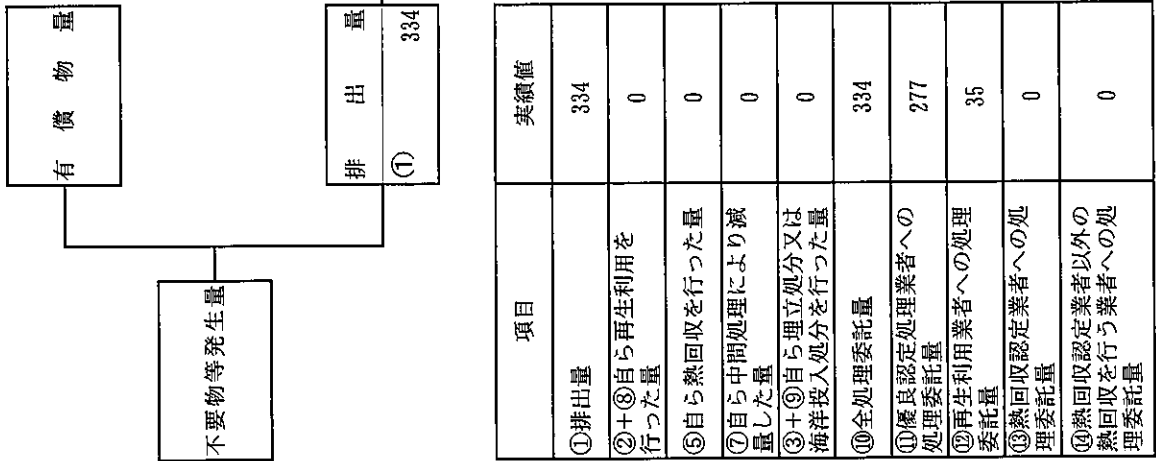 有償物量
不要物等発生量
排出量
① 334
項目 実績値
①排出量 334
②+⑧自ら再生利用を
行った量 0
⑤自ら熱回収を行った量 0
⑦自ら中間処理により減
量した量 0
③+⑨自ら埋立処分又は
海洋投入処分を行った量 0
⑩全処理委託量 334
⑪優良認定処理業者への
処理委託量 277
⑫再生利用業者への処理
委託量 35
⑬熱回収認定業者への処
理委託量 0
⑭熱回収認定業者以外の
熱回収を行う業者への処
理委託量 0